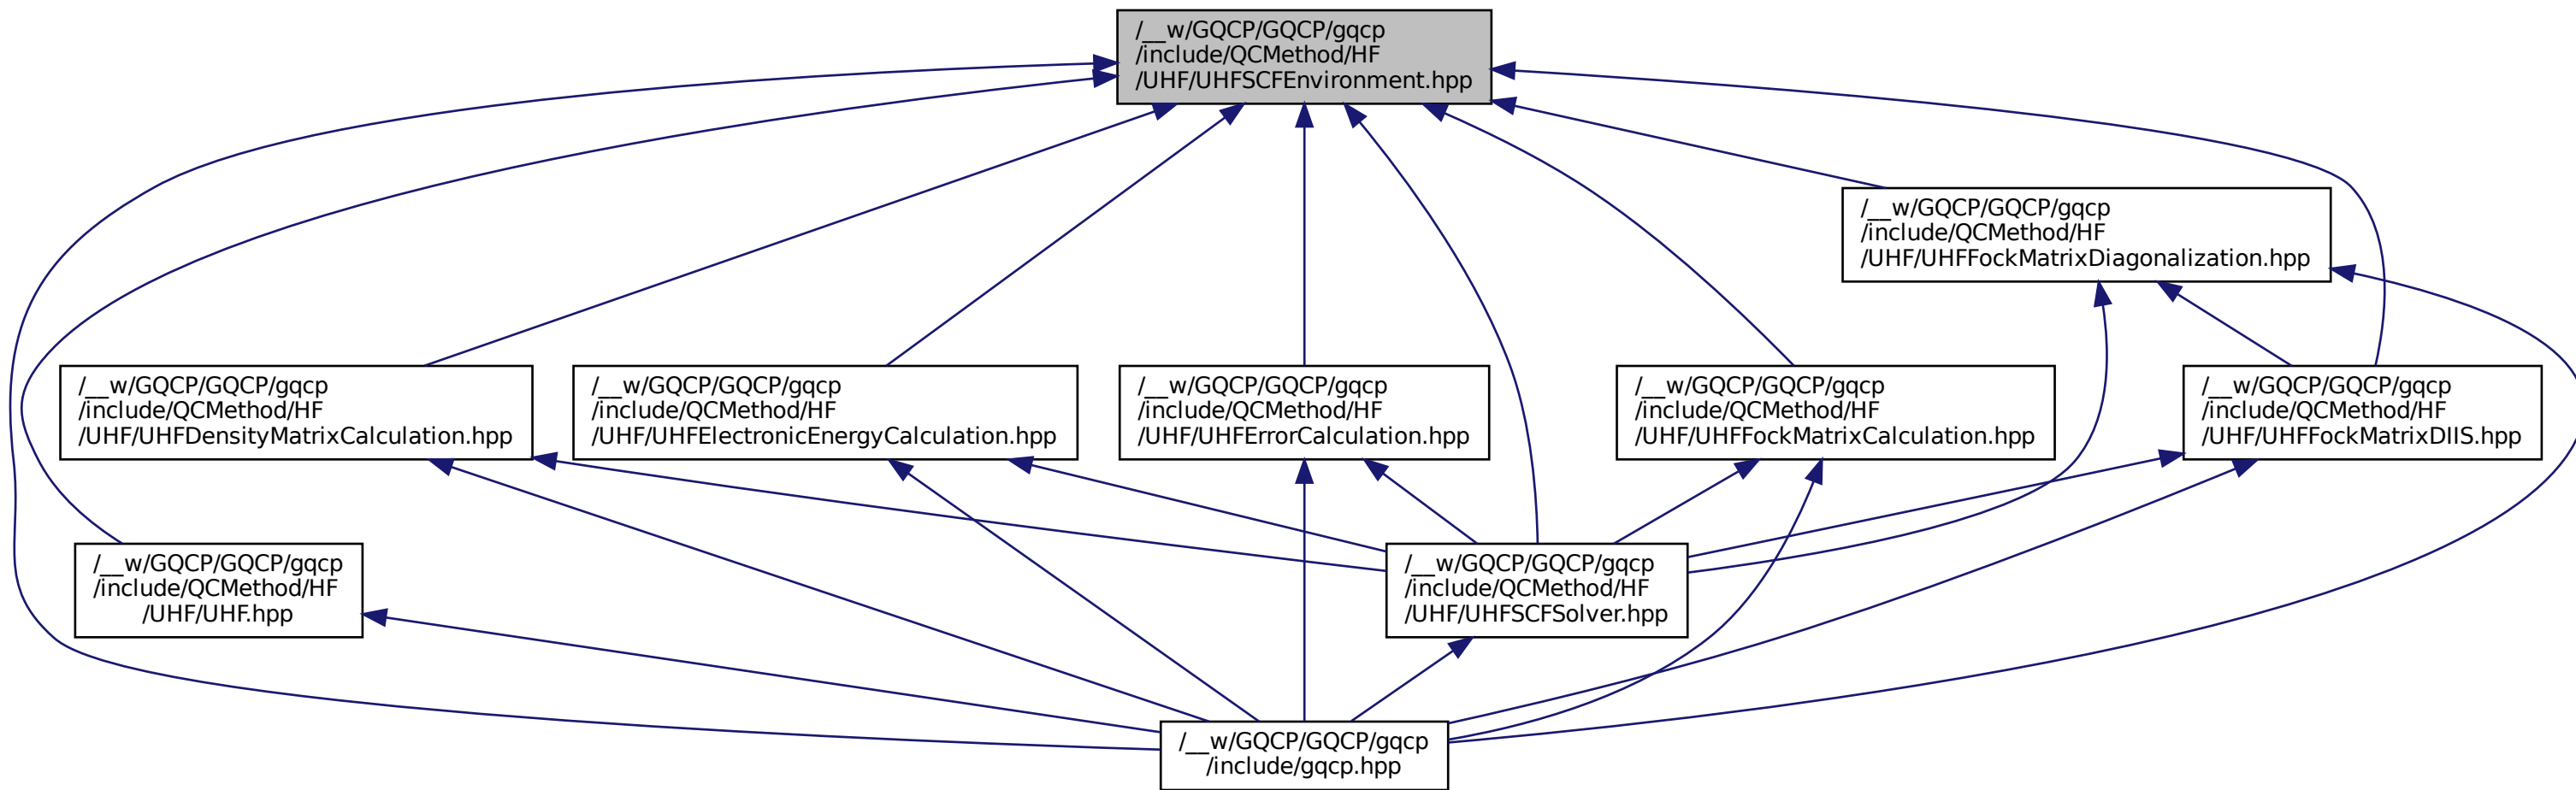 /__w/GQCP/GQCP/gqcp
/include/QCMethod/HF
/UHF/UHFSCFEnvironment.hpp
/__w/GQCP/GQCP/gqcp
/include/QCMethod/HF
/UHF/UHFFockMatrixDiagonalization.hpp
/__w/GQCP/GQCP/gqcp
/include/QCMethod/HF
/UHF/UHFDensityMatrixCalculation.hpp
/__w/GQCP/GQCP/gqcp
/include/QCMethod/HF
/UHF/UHFElectronicEnergyCalculation.hpp
/__w/GQCP/GQCP/gqcp
/include/QCMethod/HF
/UHF/UHFErrorCalculation.hpp
/__w/GQCP/GQCP/gqcp
/include/QCMethod/HF
/UHF/UHFFockMatrixCalculation.hpp
/__w/GQCP/GQCP/gqcp
/include/QCMethod/HF
/UHF/UHFFockMatrixDIIS.hpp
/__w/GQCP/GQCP/gqcp
/include/QCMethod/HF
/UHF/UHF.hpp
/__w/GQCP/GQCP/gqcp
/include/QCMethod/HF
/UHF/UHFSCFSolver.hpp
/__w/GQCP/GQCP/gqcp
/include/gqcp.hpp